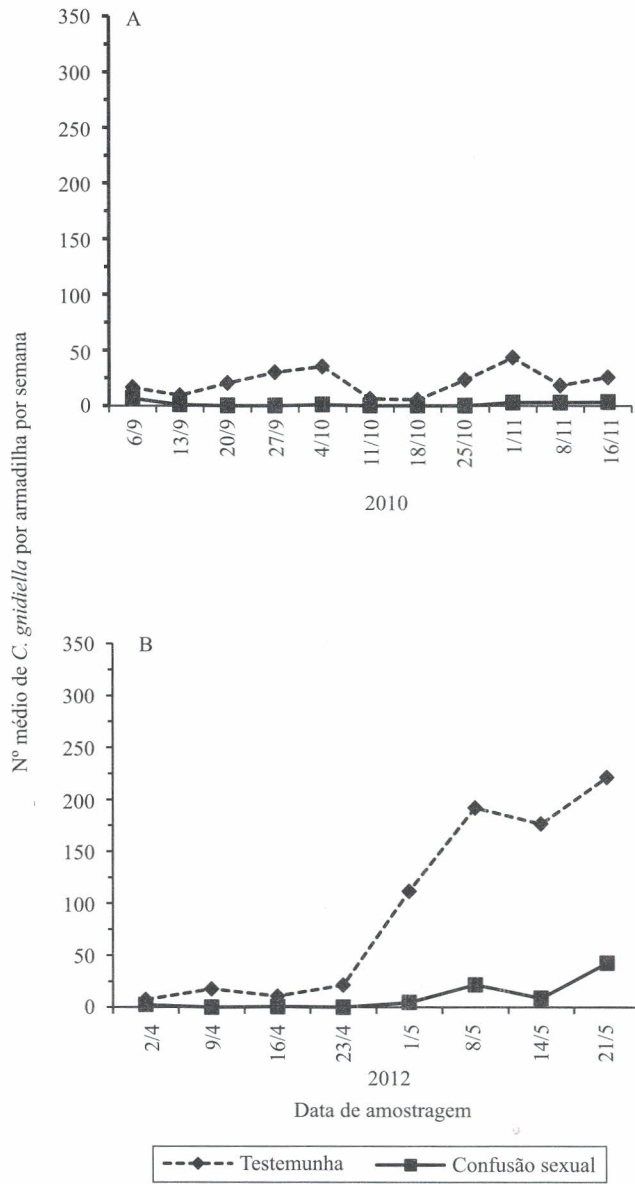 A
350
300
250
200
150
100
50
0
6/9 13/9 20/9 27/9 4/10 11/10 18/10 25/10 1/11 8/11 16/11
2010
Nº médio de C. gnidiella por armadilha por semana
B
350
300
250
200
150
100
50
0
2/4 9/4 16/4 23/4 1/5 8/5 14/5 21/5
2012
Data de amostragem
Testemunha Confusão sexual